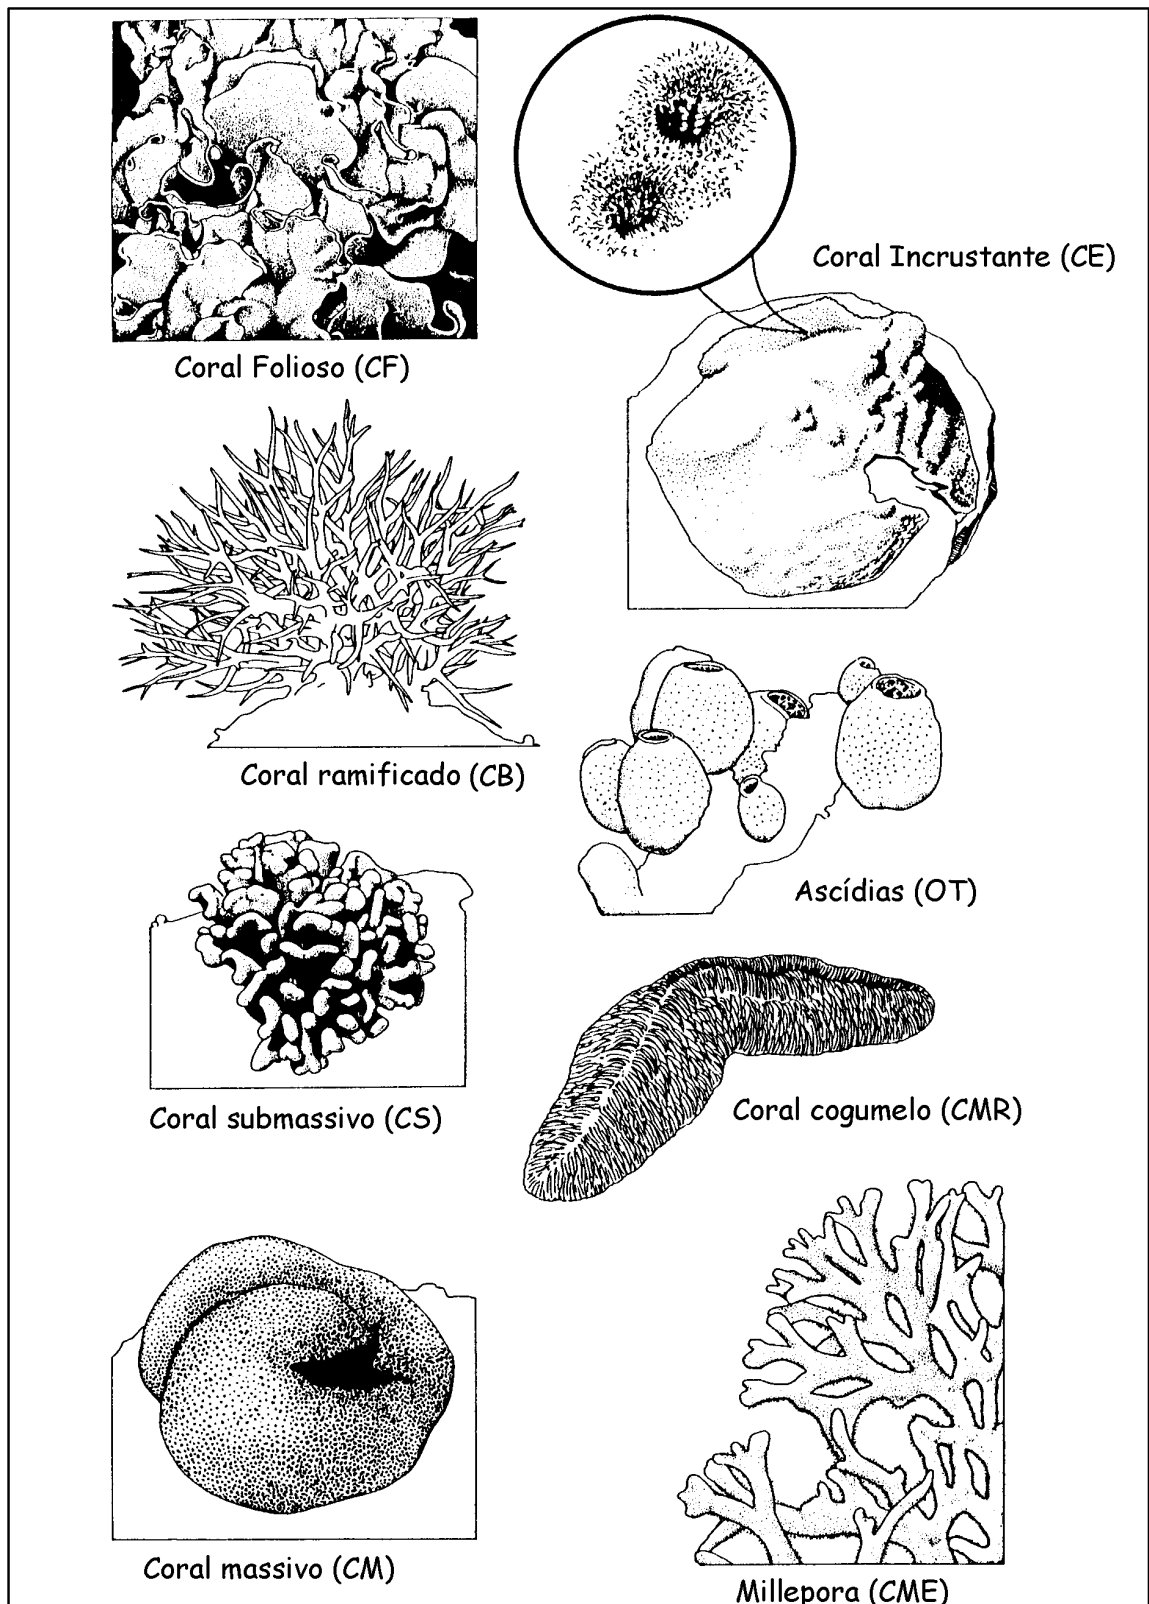 Coral Incrustante (CE)
Coral Folioso (CF)
Coral ramificado (CB)
Ascídias (OT)
Coral submassivo (CS)
Coral cogumelo (CMR)
Coral massivo (CM)
Millepora (CME)